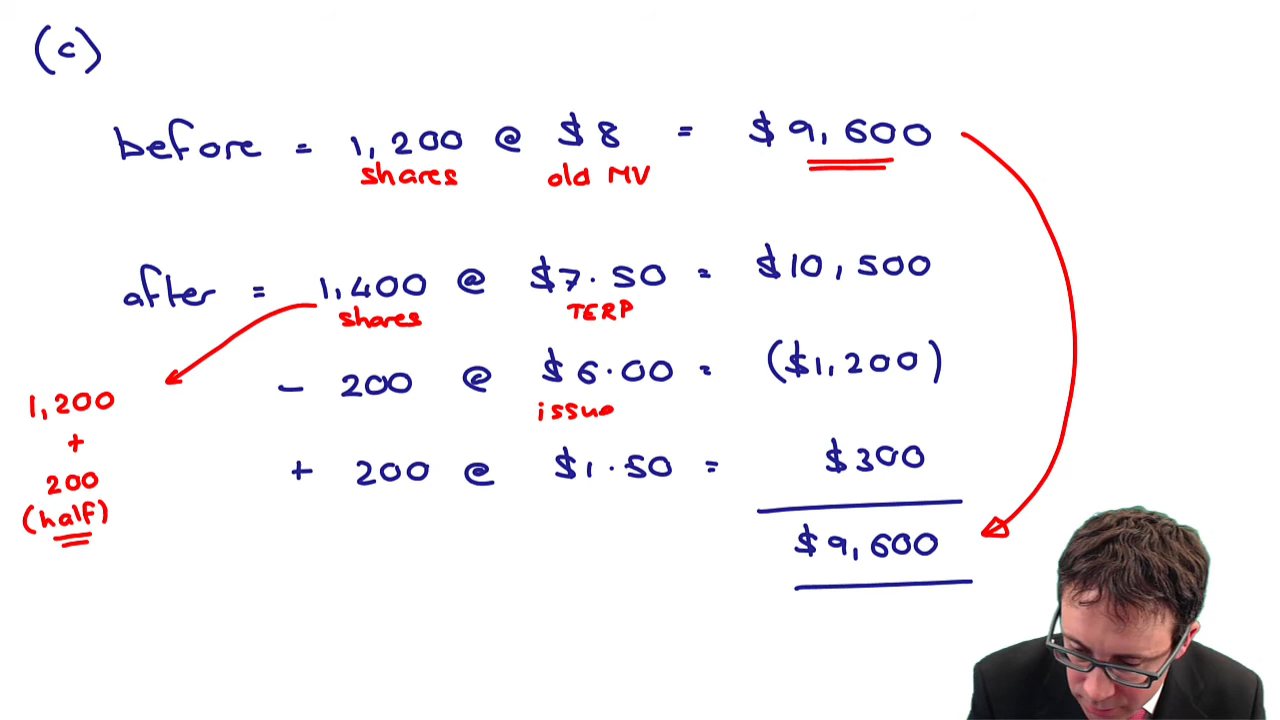 (c)
before = 1,200 @ $8 = $9,600
shares old MV
after = 1,400 @ $7.50 = $10,500
shares TERP
- 200 @ $6.00 = ($1,200)
issue
+ 200 @ $1.50 = $300
$9,600
1,200
+
200
(half)